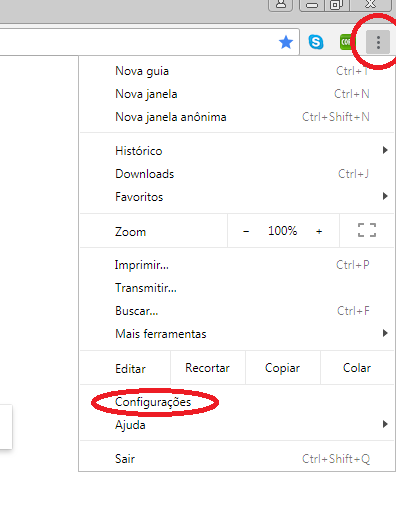 COR
Nova guia Ctrl+T
Nova janela Ctrl+N
Nova janela anônima Ctrl+Shift+N
Histórico
Downloads Ctrl+J
Favoritos
Zoom - 100% +
Imprimir... Ctrl+P
Transmitir...
Buscar... Ctrl+F
Mais ferramentas
Editar Recortar Copiar Colar
Configurações
Ajuda
Sair Ctrl+Shift+Q